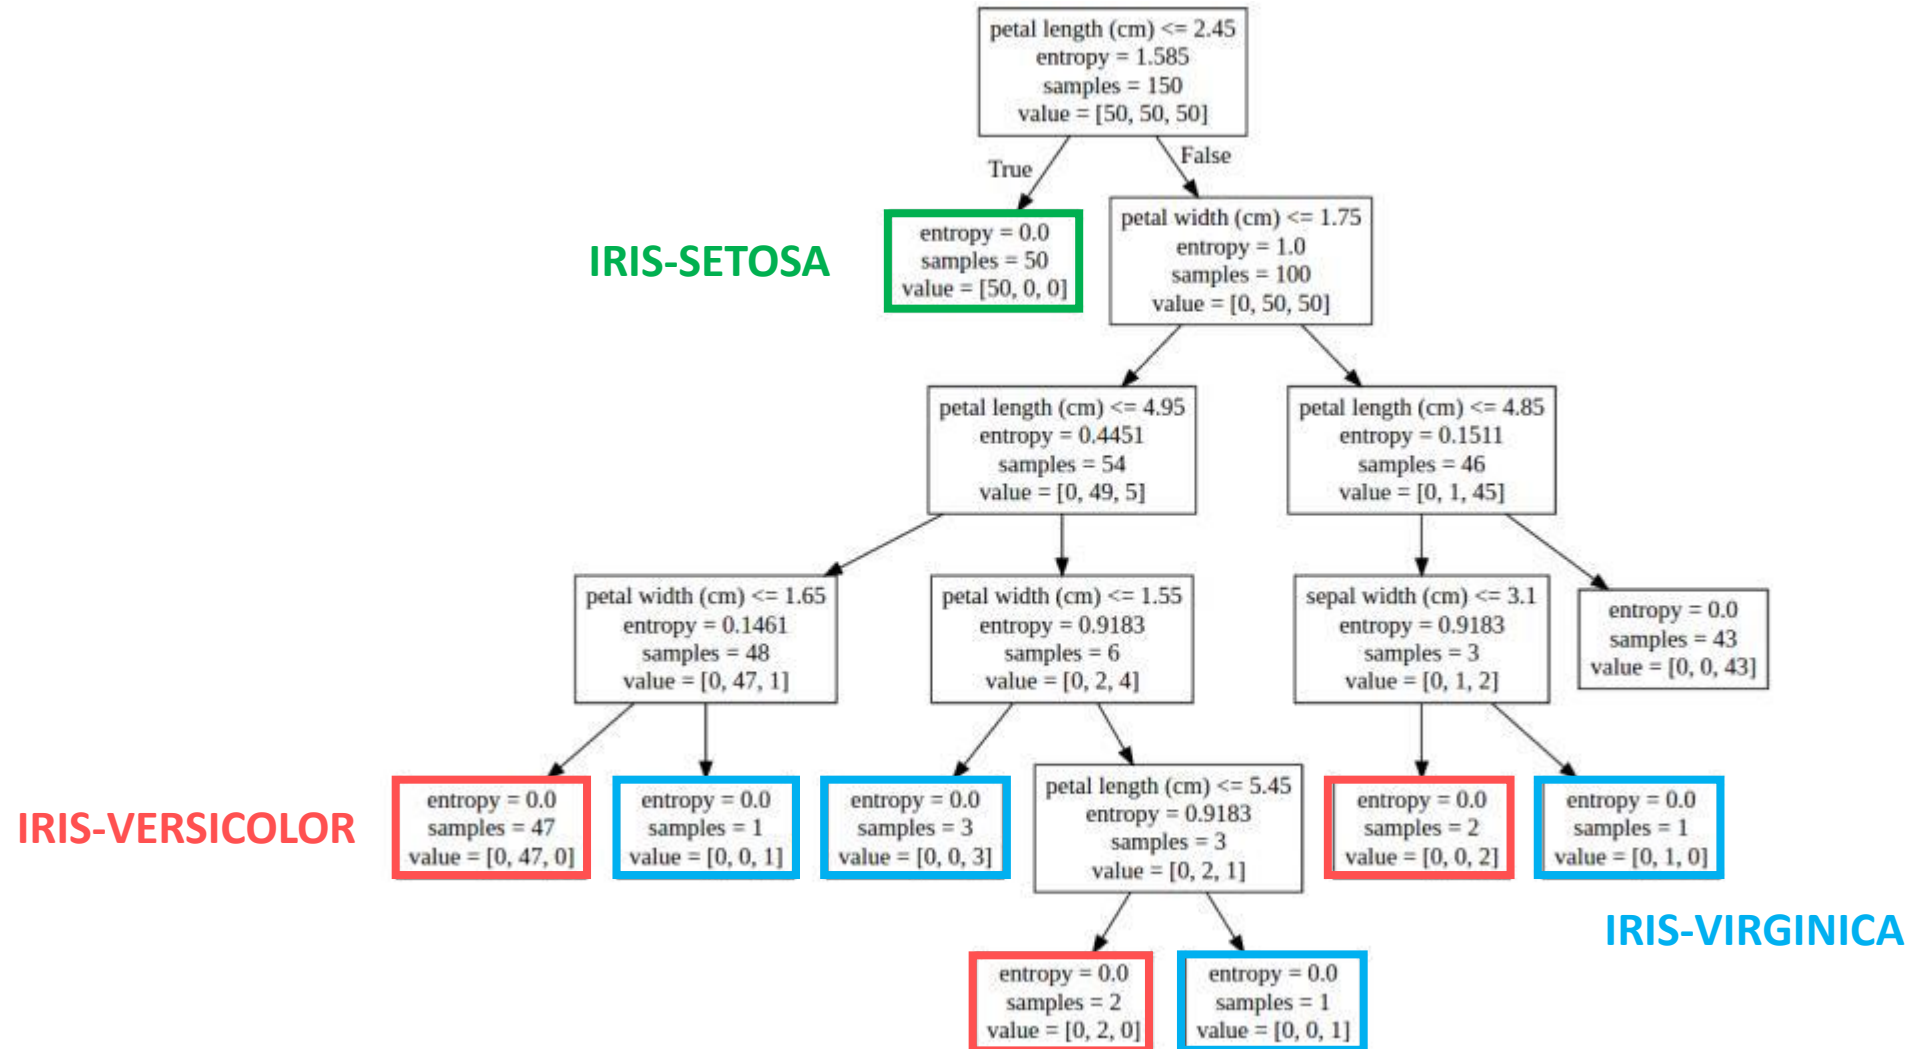 petal length (cm) <= 2.45
entropy = 1.585
samples = 150
value = [50, 50, 50]
True
False
IRIS-SETOSA
entropy = 0.0
samples = 50
value = [50, 0, 0]
petal width (cm) <= 1.75
entropy = 1.0
samples = 100
value = [0, 50, 50]
petal length (cm) <= 4.95
entropy = 0.4451
samples = 54
value = [0, 49, 5]
petal length (cm) <= 4.85
entropy = 0.1511
samples = 46
value = [0, 1, 45]
petal width (cm) <= 1.65
entropy = 0.1461
samples = 48
value = [0, 47, 1]
petal width (cm) <= 1.55
entropy = 0.9183
samples = 6
value = [0, 2, 4]
sepal width (cm) <= 3.1
entropy = 0.9183
samples = 3
value = [0, 1, 2]
entropy = 0.0
samples = 43
value = [0, 0, 43]
IRIS-VERSICOLOR
entropy = 0.0
samples = 47
value = [0, 47, 0]
entropy = 0.0
samples = 1
value = [0, 0, 1]
entropy = 0.0
samples = 3
value = [0, 0, 3]
petal length (cm) <= 5.45
entropy = 0.9183
samples = 3
value = [0, 2, 1]
entropy = 0.0
samples = 2
value = [0, 0, 2]
entropy = 0.0
samples = 1
value = [0, 1, 0]
IRIS-VIRGINICA
entropy = 0.0
samples = 2
value = [0, 2, 0]
entropy = 0.0
samples = 1
value = [0, 0, 1]